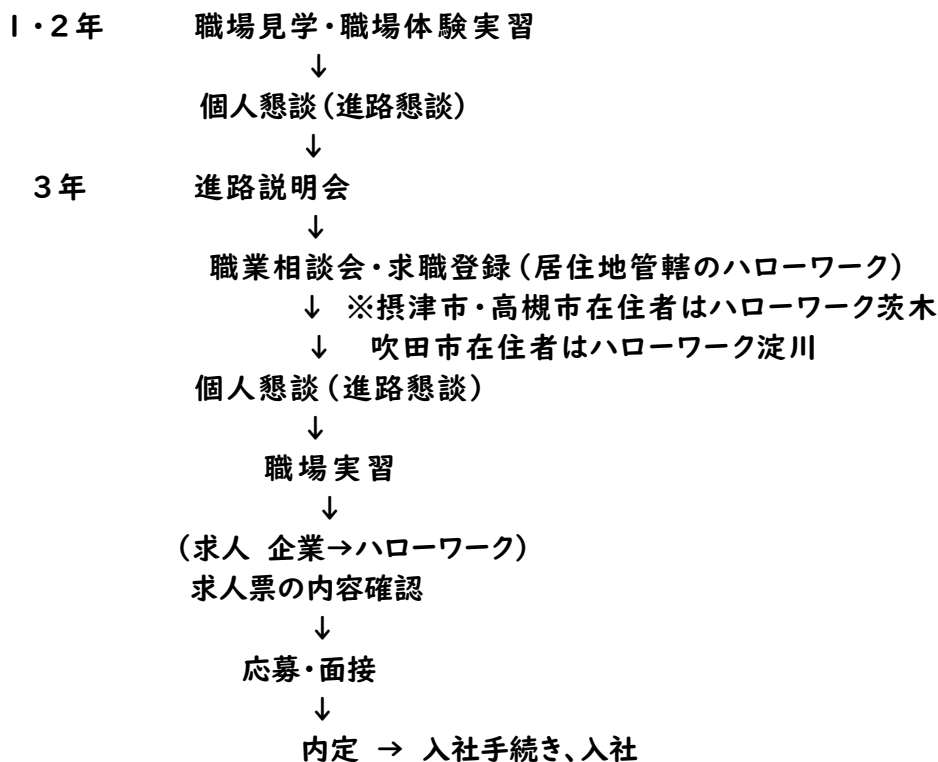 1・2年　職場見学・職場体験実習
↓
個人懇談（進路懇談）
↓
3年　進路説明会
↓
職業相談会・求職登録（居住地管轄のハローワーク）
↓　※摂津市・高槻市在住者はハローワーク茨木
↓　吹田市在住者はハローワーク淀川
個人懇談（進路懇談）
↓
職場実習
↓
（求人　企業→ハローワーク）
求人票の内容確認
↓
応募・面接
↓
内定　→　入社手続き、入社